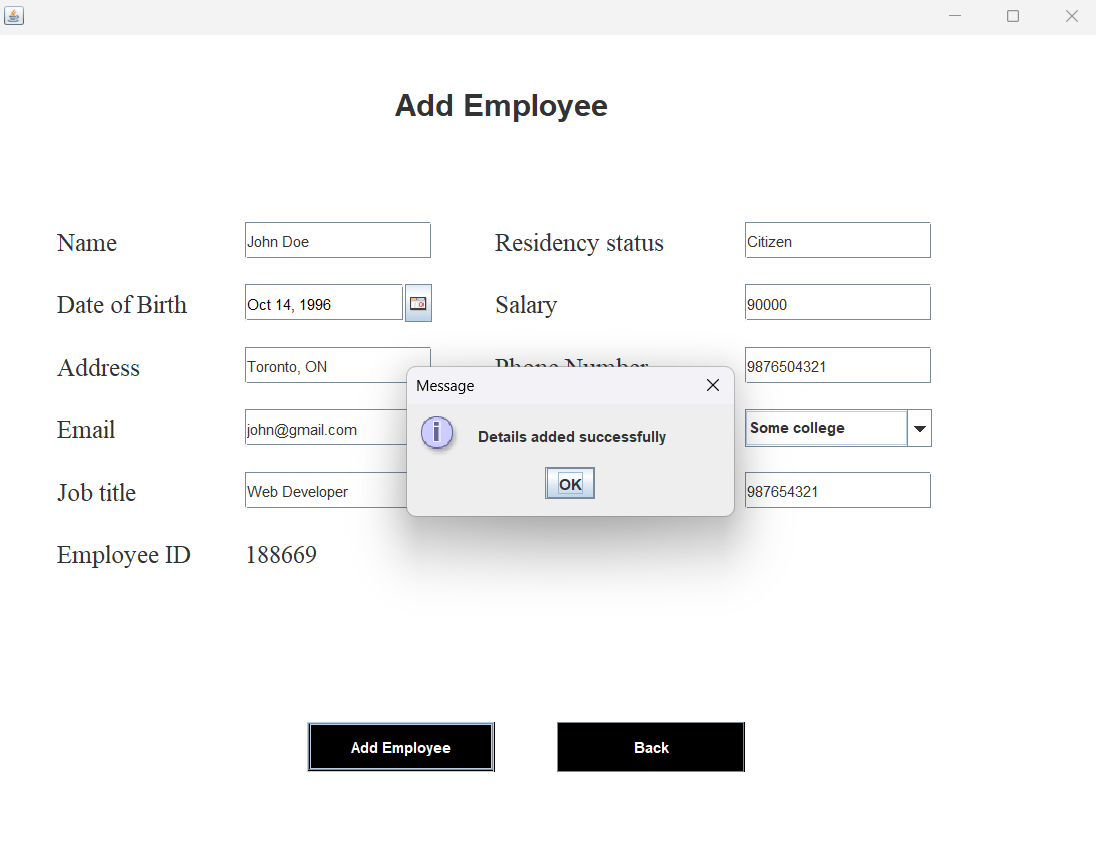 Add Employee
Name John Doe Residency status Citizen
Date of Birth Oct 14, 1996 Salary 90000
Address Toronto, ON Phone Number 9876504321
Message
Email john@gmail.com Some college
Details added successfully
OK
Job title Web Developer 987654321
Employee ID 188669
Add Employee Back